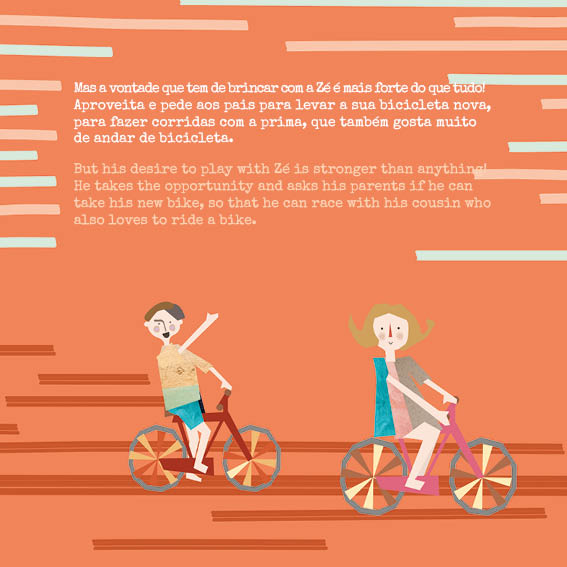 Mas a vontade que tem de brincar com a Zé é mais forte do que tudo!
Aproveita e pede aos pais para levar a sua bicicleta nova,
para fazer corridas com a prima, que também gosta muito
de andar de bicicleta.
But his desire to play with Zé is stronger than anything!
He takes the opportunity and asks his parents if he can
take his new bike, so that he can race with his cousin who
also loves to ride a bike.